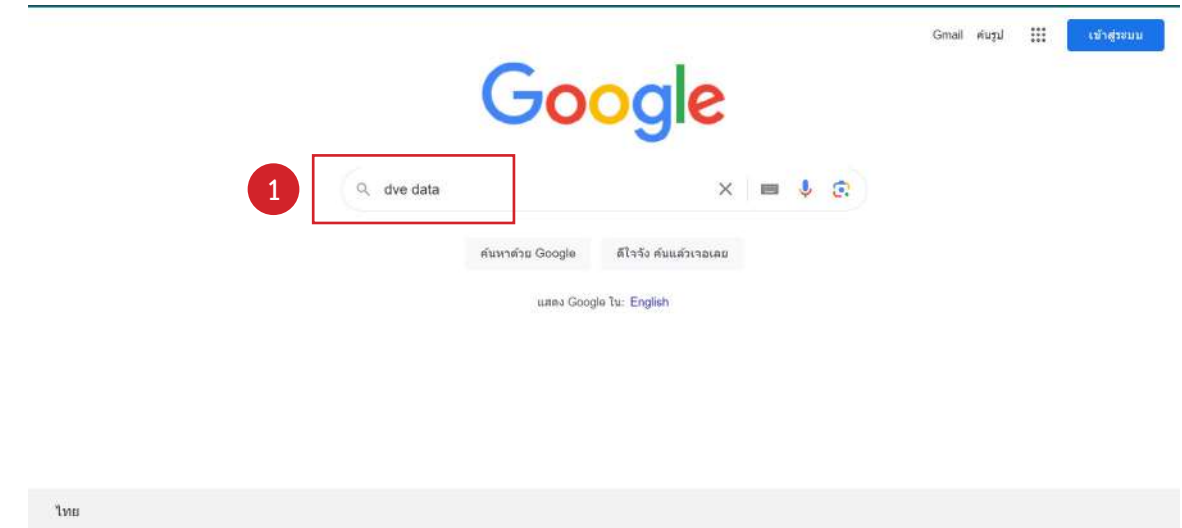 Gmail ค้นรูป เข้าสู่ระบบ
Google
1 dve data
ค้นหาด้วย Google ดีใจจัง ค้นแล้วเจอเลย
แสดง Google ใน: English
ไทย